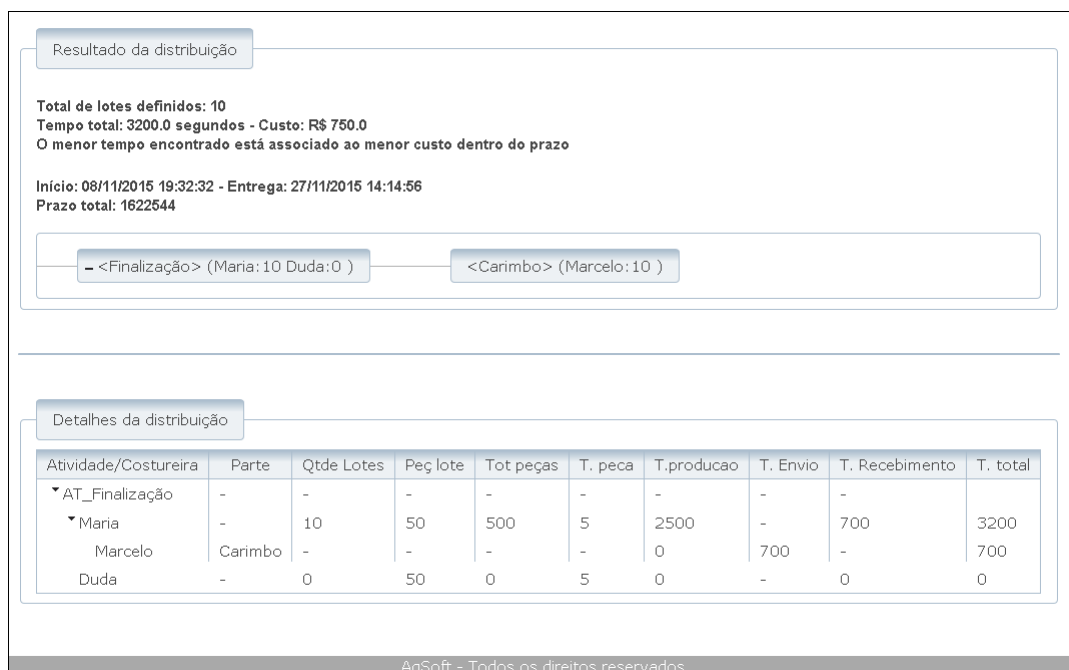 Resultado da distribuição
Total de lotes definidos: 10
Tempo total: 3200.0 segundos - Custo: R$ 750.0
O menor tempo encontrado está associado ao menor custo dentro do prazo
Início: 08/11/2015 19:32:32 - Entrega: 27/11/2015 14:14:56
Prazo total: 1622544
- <Finalização> (Maria:10 Duda:0 ) <Carimbo> (Marcelo:10 )
Detalhes da distribuição
Atividade/Costureira Parte Qtde Lotes Peç lote Tot peças T. peca T.producao T. Envio T. Recebimento T. total
AT_Finalização - - - - - - - -
Maria - 10 50 500 5 2500 - 700 3200
Marcelo Carimbo - - - - 0 700 - 700
Duda - 0 50 0 5 0 - 0 0
AgSoft - Todos os direitos reservados